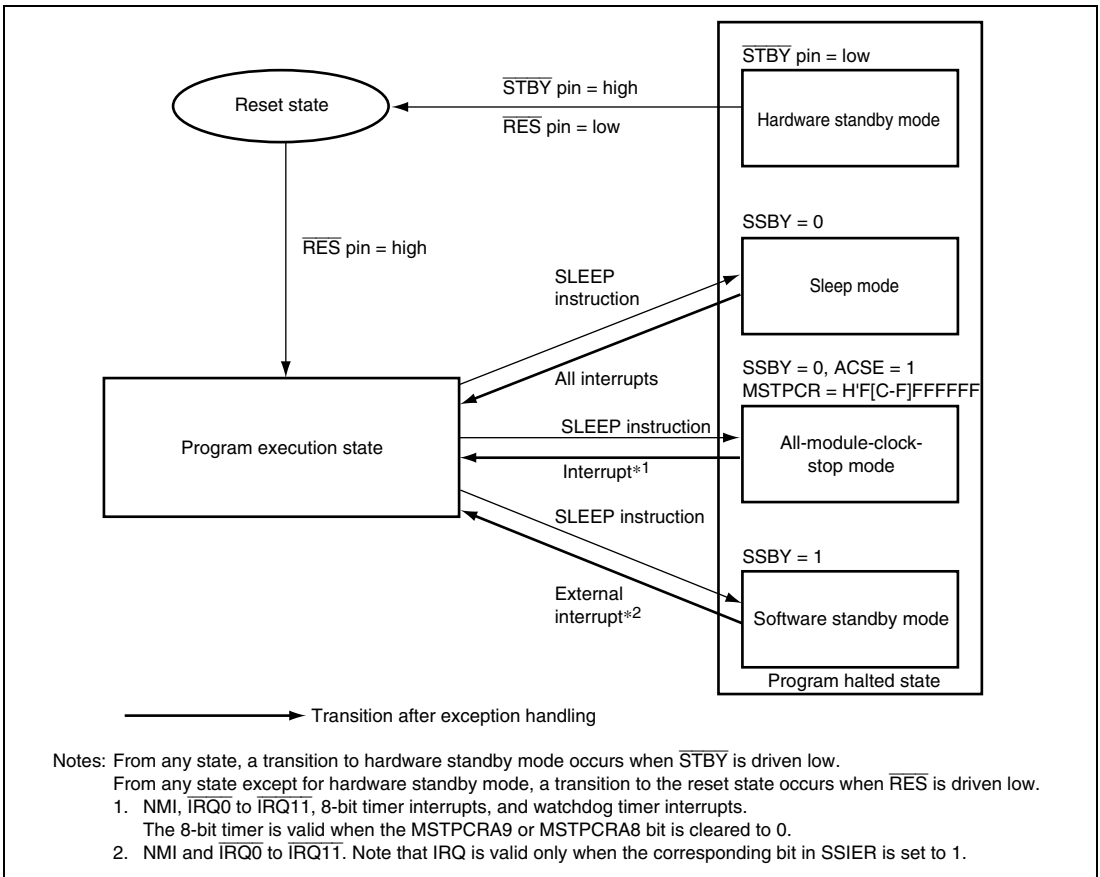 STBY pin = low
Reset state
STBY pin = high
RES pin = low
Hardware standby mode
RES pin = high
SSBY = 0
SLEEP
instruction
Sleep mode
All interrupts
SSBY = 0, ACSE = 1
MSTPCR = H'F[C-F]FFFFFF
Program execution state
SLEEP instruction
Interrupt*1
All-module-clock-
stop mode
SLEEP instruction
SSBY = 1
External
interrupt*2
Software standby mode
Program halted state
Transition after exception handling
Notes: From any state, a transition to hardware standby mode occurs when STBY is driven low.
From any state except for hardware standby mode, a transition to the reset state occurs when RES is driven low.
1. NMI, IRQ0 to IRQ11, 8-bit timer interrupts, and watchdog timer interrupts.
The 8-bit timer is valid when the MSTPCRA9 or MSTPCRA8 bit is cleared to 0.
2. NMI and IRQ0 to IRQ11. Note that IRQ is valid only when the corresponding bit in SSIER is set to 1.